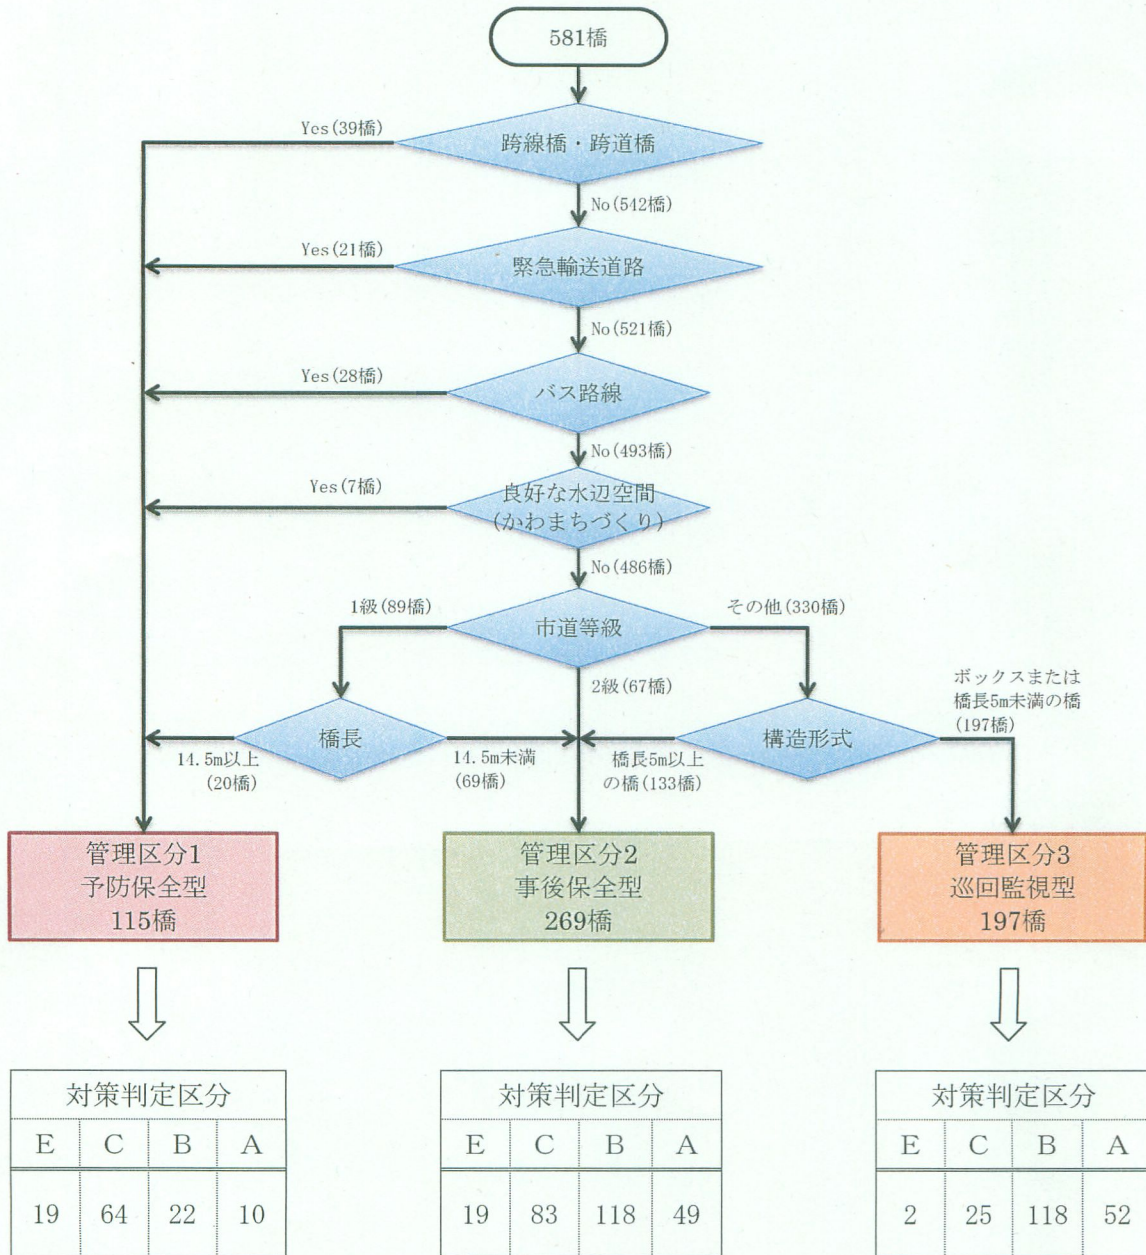 581橋
Yes(39橋)
跨線橋・跨道橋
No(542橋)
Yes(21橋)
緊急輸送道路
No(521橋)
Yes(28橋)
バス路線
No(493橋)
Yes(7橋)
良好な水辺空間
(かわまちづくり)
No(486橋)
1級(89橋)
市道等級
その他(330橋)
2級(67橋)
橋長
14.5m以上
(20橋)
14.5m未満
(69橋)
橋長5m以上
の橋(133橋)
構造形式
ボックスまたは
橋長5m未満の橋
(197橋)
管理区分1
予防保全型
115橋
管理区分2
事後保全型
269橋
管理区分3
巡回監視型
197橋
対策判定区分
E C B A
19 64 22 10
対策判定区分
E C B A
19 83 118 49
対策判定区分
E C B A
2 25 118 52